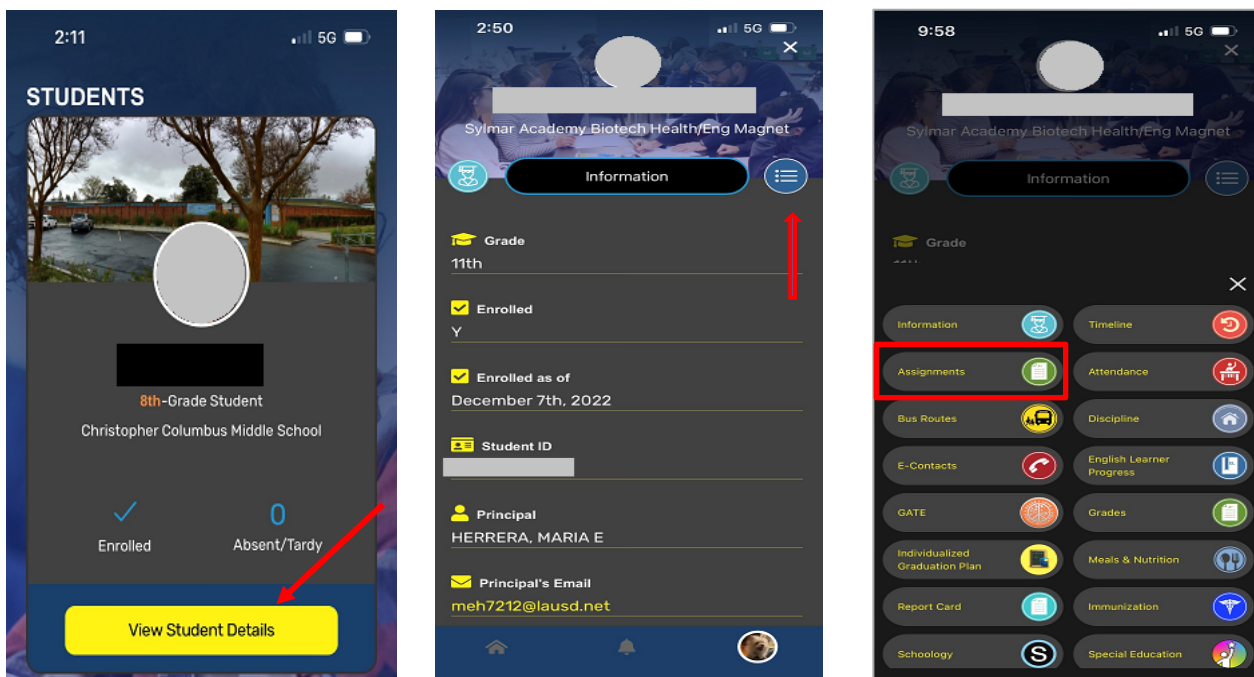 2:11
5G
STUDENTS
8th-Grade Student
Christopher Columbus Middle School
0
Enrolled
Absent/Tardy
View Student Details
2:50
5G
Sylmar Academy Biotech Health/Eng Magnet
Information
Grade
11th
Enrolled
Y
Enrolled as of
December 7th, 2022
Student ID
Principal
HERRERA, MARIA E
Principal's Email
meh7212@lausd.net
9:58
5G
Sylmar Academy Biotech Health/Eng Magnet
Information
Grade
Information
Timeline
Assignments
Attendance
Bus Routes
Discipline
E-Contacts
English Learner
Progress
GATE
Grades
Individualized
Graduation Plan
Meals & Nutrition
Report Card
Immunization
Schoology
S
Special Education